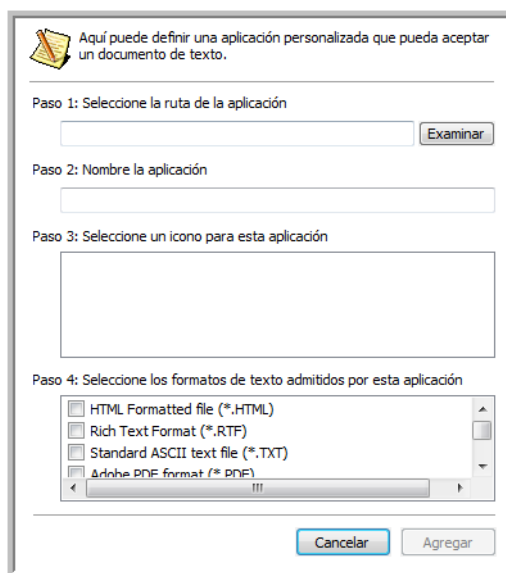 Aquí puede definir una aplicación personalizada que pueda aceptar
un documento de texto.
Paso 1: Seleccione la ruta de la aplicación
Examinar
Paso 2: Nombre la aplicación
Paso 3: Seleccione un icono para esta aplicación
Paso 4: Seleccione los formatos de texto admitidos por esta aplicación
HTML Formatted file (*.HTML)
Rich Text Format (*.RTF)
Standard ASCII text file (*.TXT)
Adobe PDF format (*.PDF)
Cancelar
Agregar